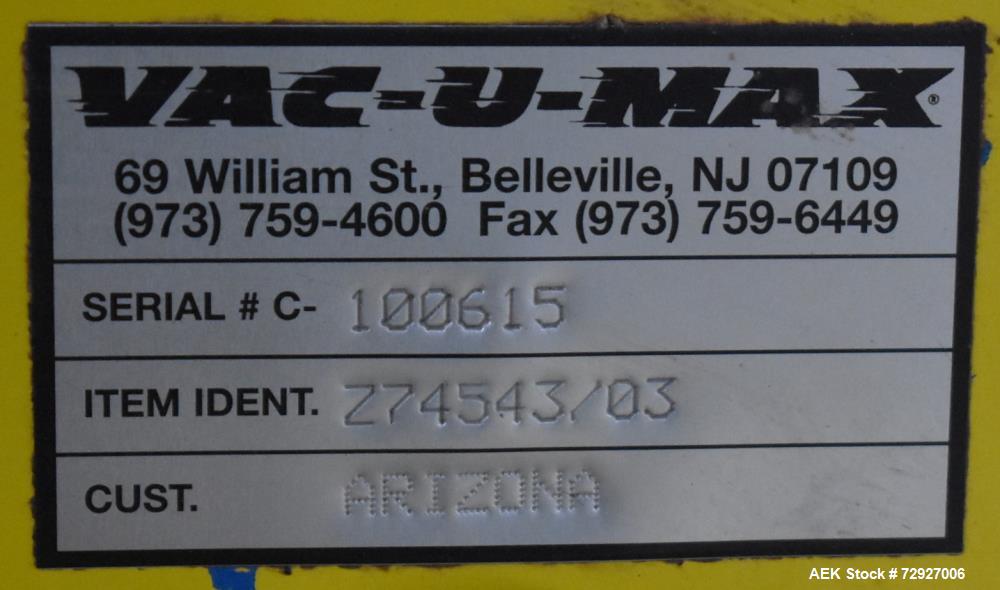 VAC-U-MAX®
69 William St., Belleville, NJ 07109
(973) 759-4600 Fax (973) 759-6449
SERIAL # C- 100615
ITEM IDENT. Z74543/03
CUST. ARIZONA
AEK Stock # 72927006